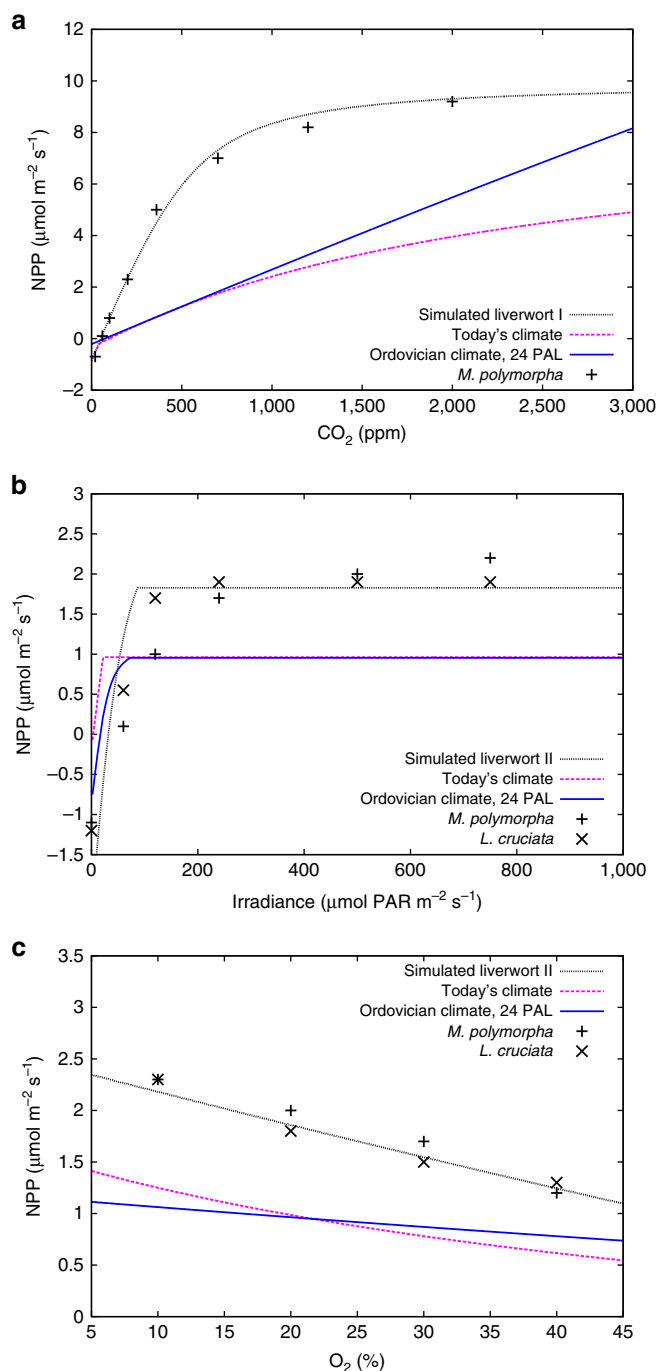 a
12
10
8
6
4
2
0
−2
NPP (μmol m⁻² s⁻¹)
Simulated liverwort I
Today's climate
Ordovician climate, 24 PAL
M. polymorpha
0 500 1,000 1,500 2,000 2,500 3,000
CO₂ (ppm)
b
3
2.5
2
1.5
1
0.5
0
−0.5
−1
−1.5
NPP (μmol m⁻² s⁻¹)
Simulated liverwort II
Today's climate
Ordovician climate, 24 PAL
M. polymorpha
L. cruciata
0 200 400 600 800 1,000
Irradiance (μmol PAR m⁻² s⁻¹)
c
3.5
3
2.5
2
1.5
1
0.5
0
NPP (μmol m⁻² s⁻¹)
Simulated liverwort II
Today's climate
Ordovician climate, 24 PAL
M. polymorpha
L. cruciata
5 10 15 20 25 30 35 40 45
O₂ (%)